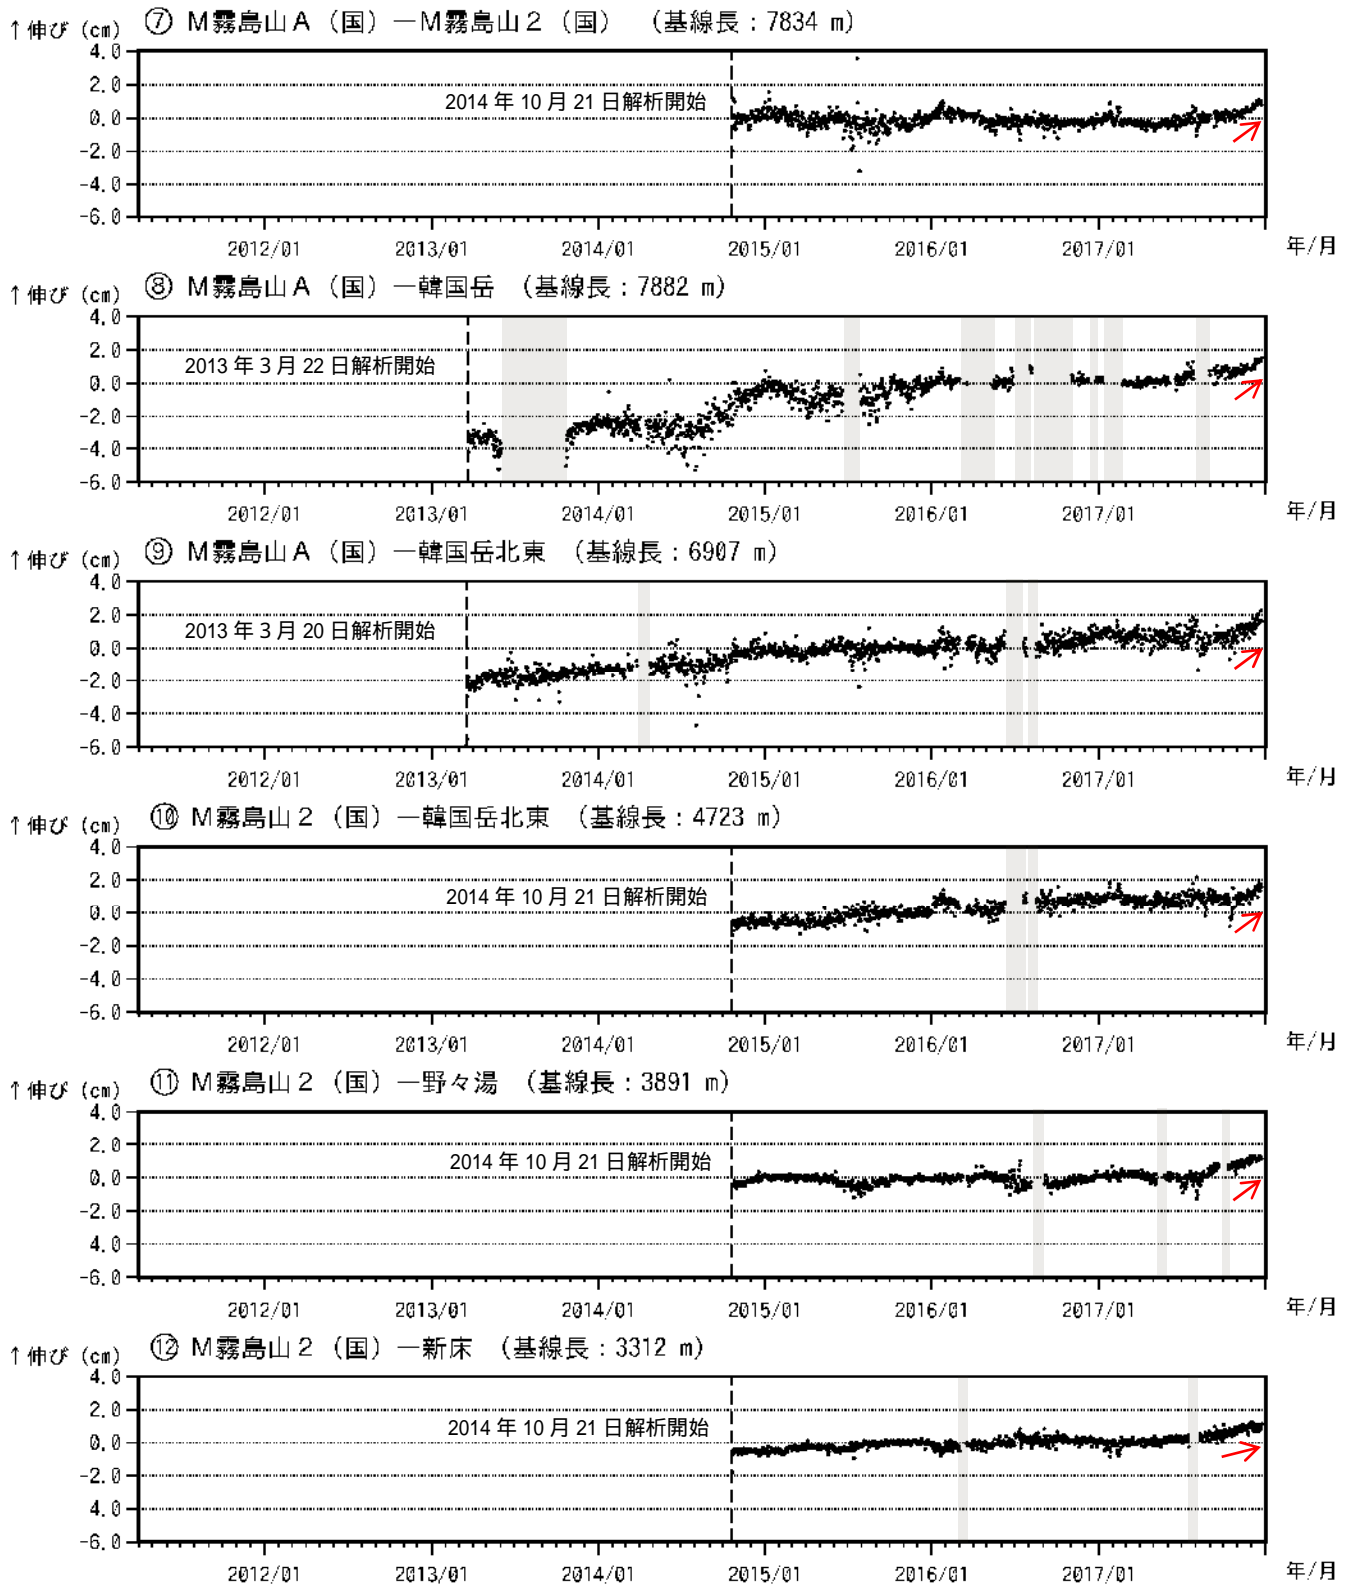 ⑦ M霧島山A（国）―M霧島山2（国） （基線長：7834 m）
↑伸び (cm)
4.0
2.0
0.0
-2.0
-4.0
-6.0
2014年10月21日解析開始
2012/01 2013/01 2014/01 2015/01 2016/01 2017/01 年/月
⑧ M霧島山A（国）―韓国岳 （基線長：7882 m）
↑伸び (cm)
4.0
2.0
0.0
-2.0
-4.0
-6.0
2013年3月22日解析開始
2012/01 2013/01 2014/01 2015/01 2016/01 2017/01 年/月
⑨ M霧島山A（国）―韓国岳北東 （基線長：6907 m）
↑伸び (cm)
4.0
2.0
0.0
-2.0
-4.0
-6.0
2013年3月20日解析開始
2012/01 2013/01 2014/01 2015/01 2016/01 2017/01 年/月
⑩ M霧島山2（国）―韓国岳北東 （基線長：4723 m）
↑伸び (cm)
4.0
2.0
0.0
-2.0
-4.0
-6.0
2014年10月21日解析開始
2012/01 2013/01 2014/01 2015/01 2016/01 2017/01 年/月
⑪ M霧島山2（国）―野々湯 （基線長：3891 m）
↑伸び (cm)
4.0
2.0
0.0
-2.0
4.0
-6.0
2014年10月21日解析開始
2012/01 2013/01 2014/01 2015/01 2016/01 2017/01 年/月
⑫ M霧島山2（国）―新床 （基線長：3312 m）
↑伸び (cm)
4.0
2.0
0.0
-2.0
4.0
-6.0
2014年10月21日解析開始
2012/01 2013/01 2014/01 2015/01 2016/01 2017/01 年/月